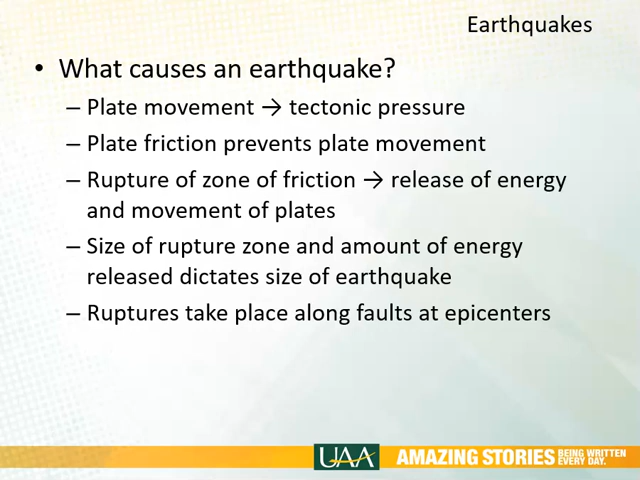 Earthquakes
• What causes an earthquake?
– Plate movement → tectonic pressure
– Plate friction prevents plate movement
– Rupture of zone of friction → release of energy
and movement of plates
– Size of rupture zone and amount of energy
released dictates size of earthquake
– Ruptures take place along faults at epicenters
UAA AMAZING STORIES BEING WRITTEN
EVERY DAY.